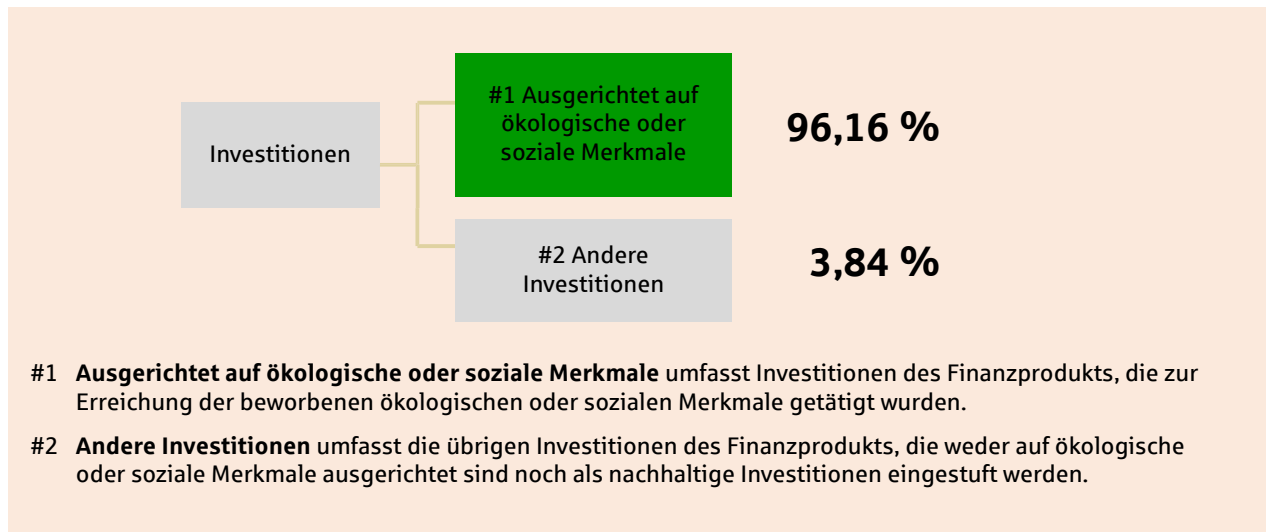 Investitionen
#1 Ausgerichtet auf
ökologische oder
soziale Merkmale
96,16 %
#2 Andere
Investitionen
3,84 %
#1 Ausgerichtet auf ökologische oder soziale Merkmale umfasst Investitionen des Finanzprodukts, die zur
Erreichung der beworbenen ökologischen oder sozialen Merkmale getätigt wurden.
#2 Andere Investitionen umfasst die übrigen Investitionen des Finanzprodukts, die weder auf ökologische
oder soziale Merkmale ausgerichtet sind noch als nachhaltige Investitionen eingestuft werden.